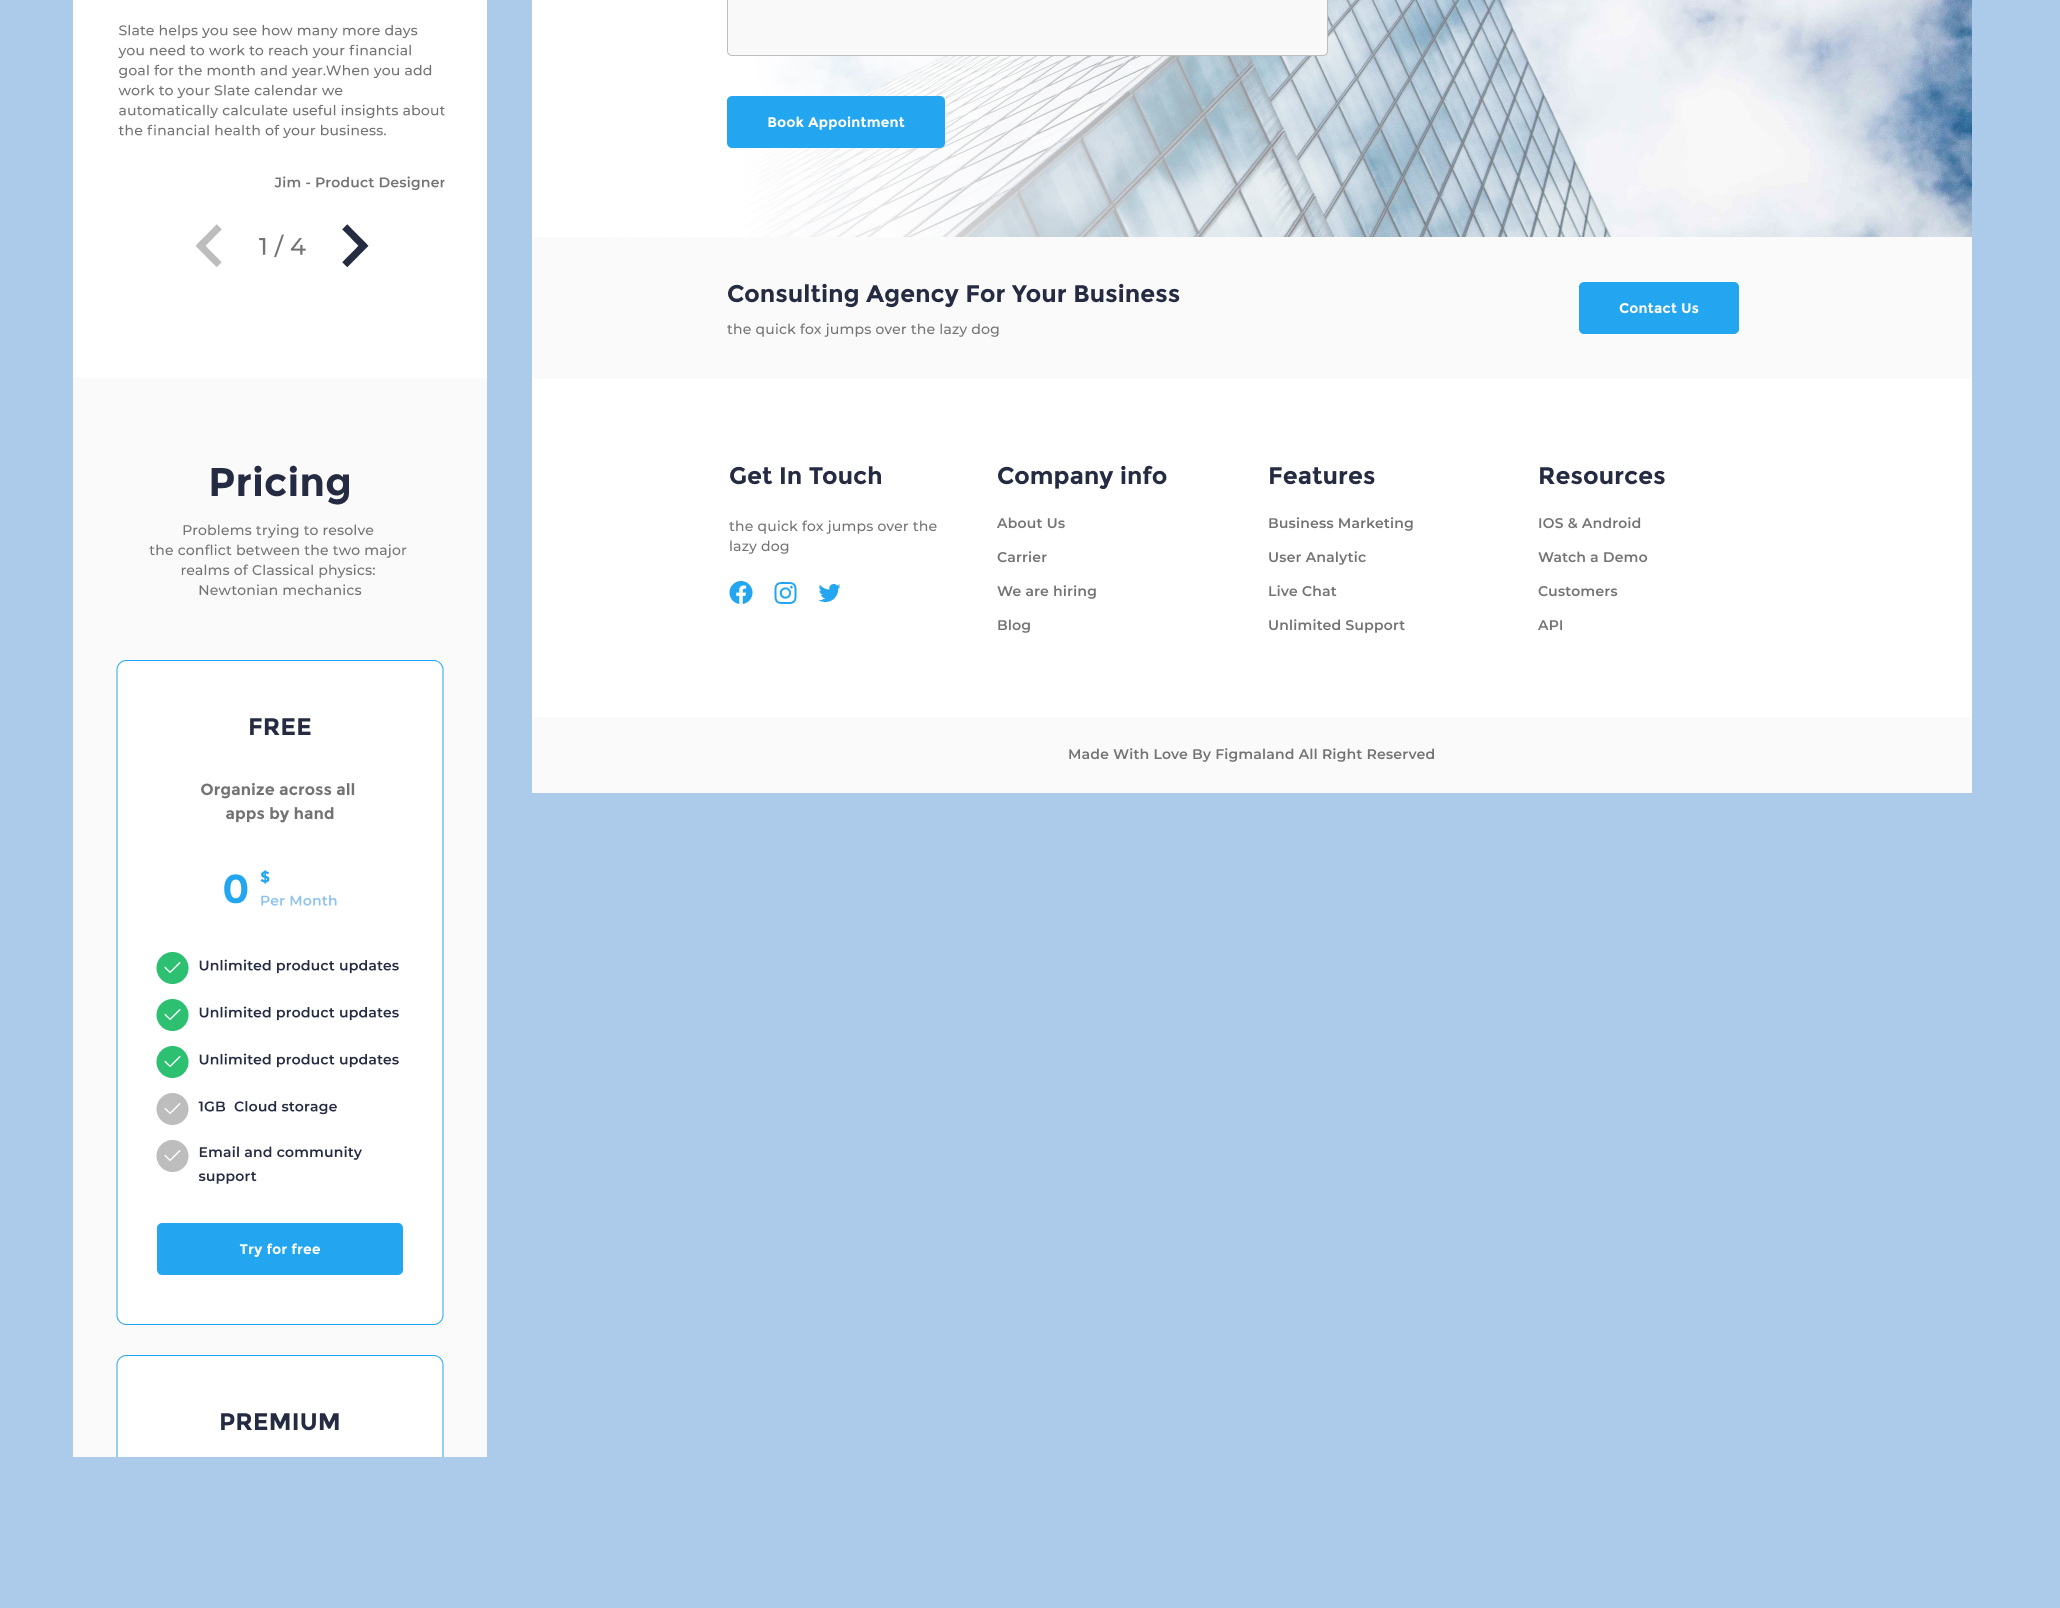 Slate helps you see how many more days
you need to work to reach your financial
goal for the month and year.When you add
work to your Slate calendar we
automatically calculate useful insights about
the financial health of your business.
Jim - Product Designer
1 / 4
Pricing
Problems trying to resolve
the conflict between the two major
realms of Classical physics:
Newtonian mechanics
FREE
Organize across all
apps by hand
0 $
Per Month
Unlimited product updates
Unlimited product updates
Unlimited product updates
1GB  Cloud storage
Email and community
support
Try for free
PREMIUM
Book Appointment
Consulting Agency For Your Business
the quick fox jumps over the lazy dog
Contact Us
Get In Touch
the quick fox jumps over the
lazy dog
Company info
About Us
Carrier
We are hiring
Blog
Features
Business Marketing
User Analytic
Live Chat
Unlimited Support
Resources
IOS & Android
Watch a Demo
Customers
API
Made With Love By Figmaland All Right Reserved